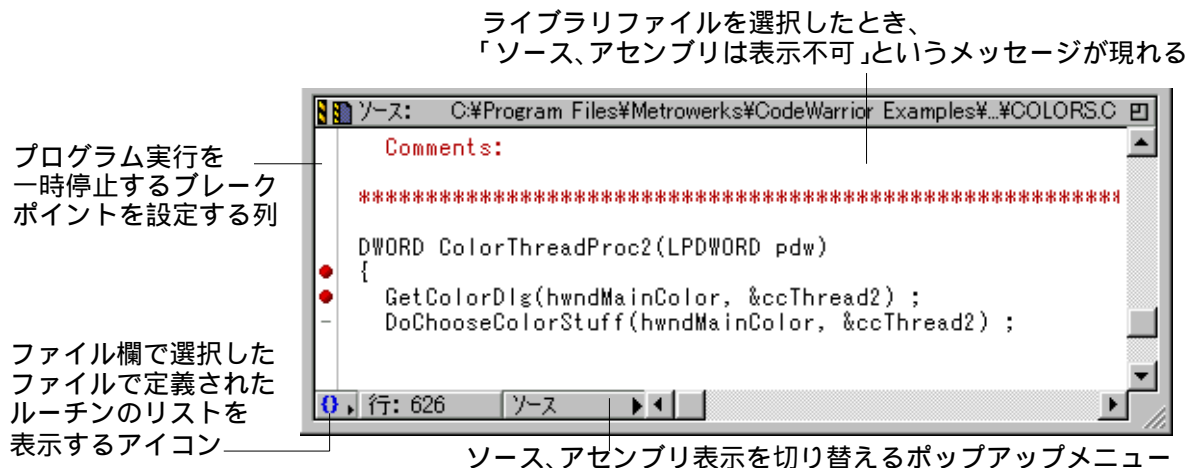 ライブラリファイルを選択したとき、
「ソース、アセンブリは表示不可」というメッセージが現れる
ソース: C:¥Program Files¥Metrowerks¥CodeWarrior Examples¥...¥COLORS.C
プログラム実行を
一時停止するブレーク
ポイントを設定する列
Comments:
************************************************************
DWORD ColorThreadProc2(LPDWORD pdw)
{
GetColorDlg(hwndMainColor, &ccThread2) ;
DoChooseColorStuff(hwndMainColor, &ccThread2) ;
ファイル欄で選択した
ファイルで定義された
ルーチンのリストを
表示するアイコン
行: 626 ソース
ソース、アセンブリ表示を切り替えるポップアップメニュー